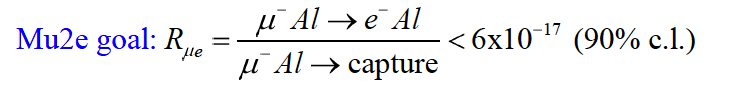 Mu2e goal: R_μe = μ⁻ Al → e⁻ Al / μ⁻ Al → capture < 6x10⁻¹⁷ (90% c.l.)